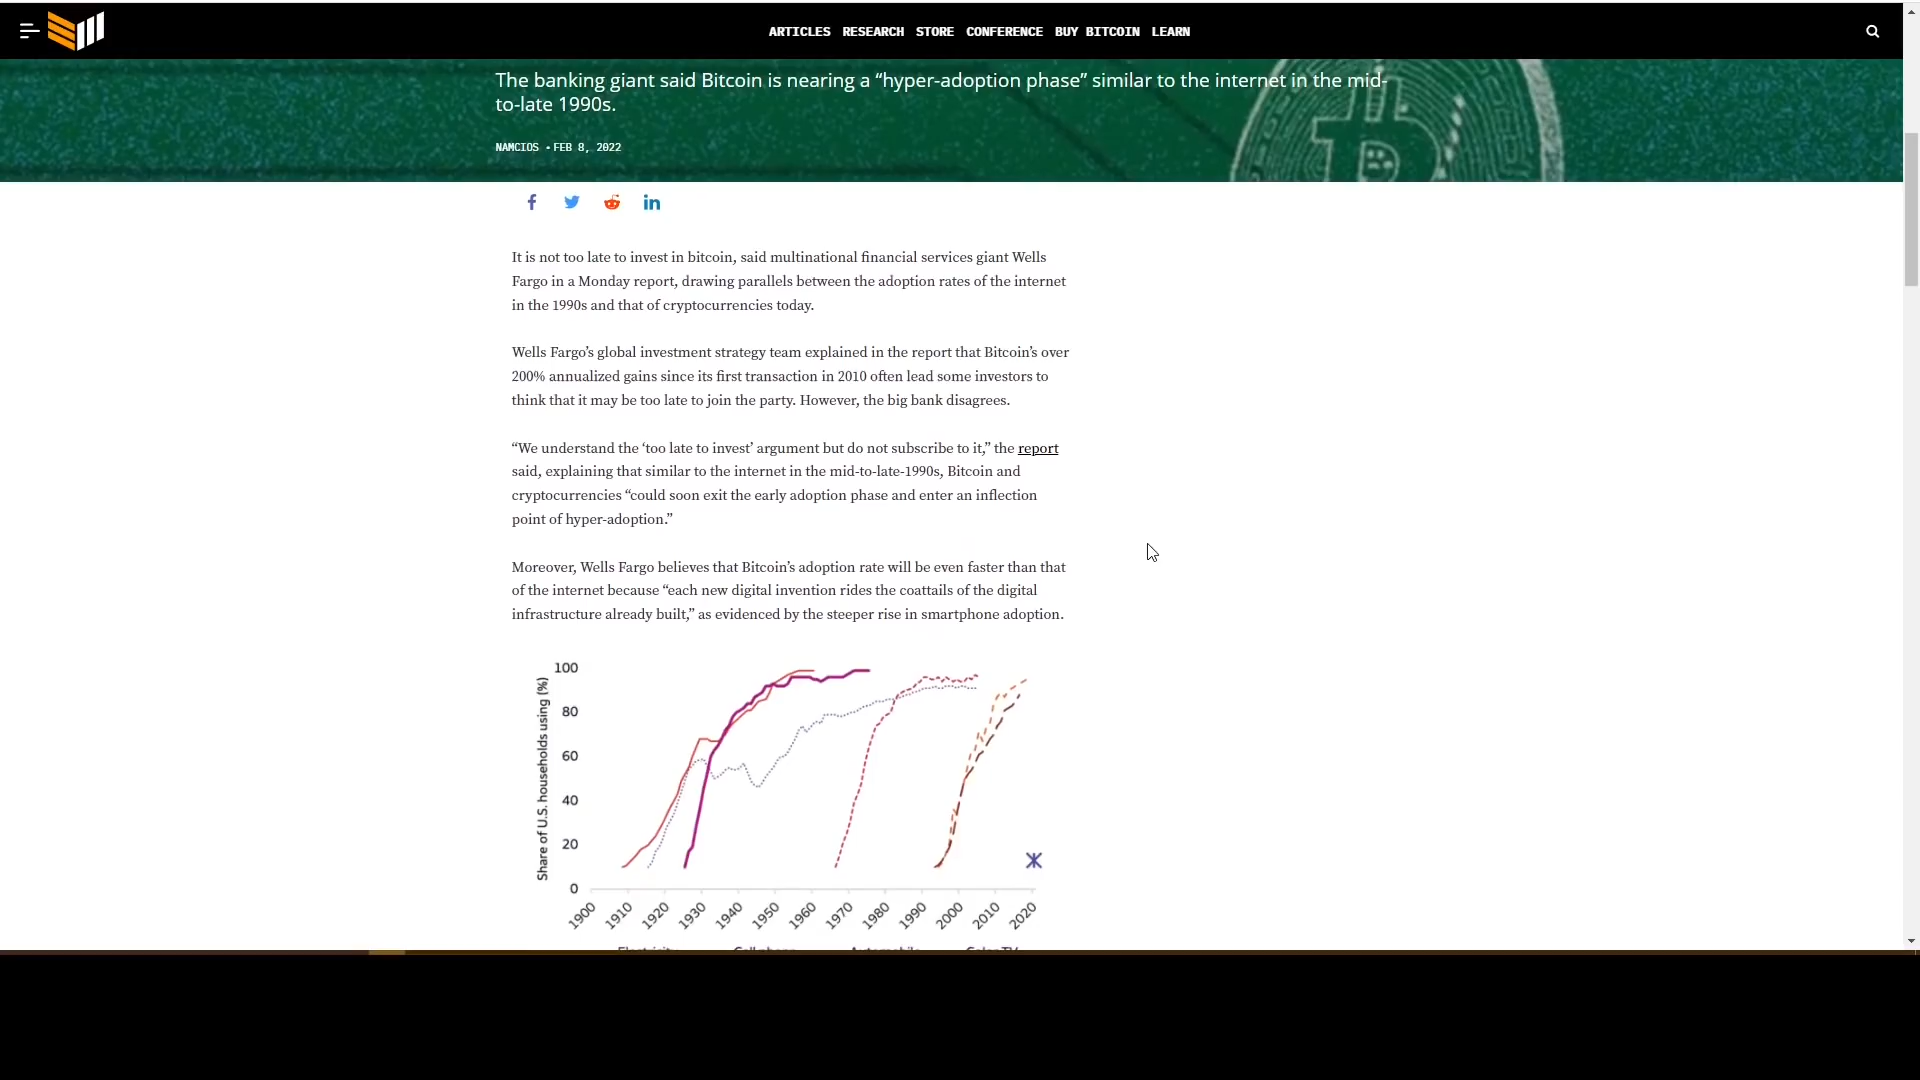 ARTICLES RESEARCH STORE CONFERENCE BUY BITCOIN LEARN
The banking giant said Bitcoin is nearing a “hyper-adoption phase” similar to the internet in the mid-
to-late 1990s.
NAMCIOS • FEB 8, 2022
It is not too late to invest in bitcoin, said multinational financial services giant Wells
Fargo in a Monday report, drawing parallels between the adoption rates of the internet
in the 1990s and that of cryptocurrencies today.
Wells Fargo’s global investment strategy team explained in the report that Bitcoin’s over
200% annualized gains since its first transaction in 2010 often lead some investors to
think that it may be too late to join the party. However, the big bank disagrees.
“We understand the ‘too late to invest’ argument but do not subscribe to it,” the report
said, explaining that similar to the internet in the mid-to-late-1990s, Bitcoin and
cryptocurrencies “could soon exit the early adoption phase and enter an inflection
point of hyper-adoption.”
Moreover, Wells Fargo believes that Bitcoin’s adoption rate will be even faster than that
of the internet because “each new digital invention rides the coattails of the digital
infrastructure already built,” as evidenced by the steeper rise in smartphone adoption.
Share of U.S. households using (%)
100
80
60
40
20
0
1900 1910 1920 1930 1940 1950 1960 1970 1980 1990 2000 2010 2020